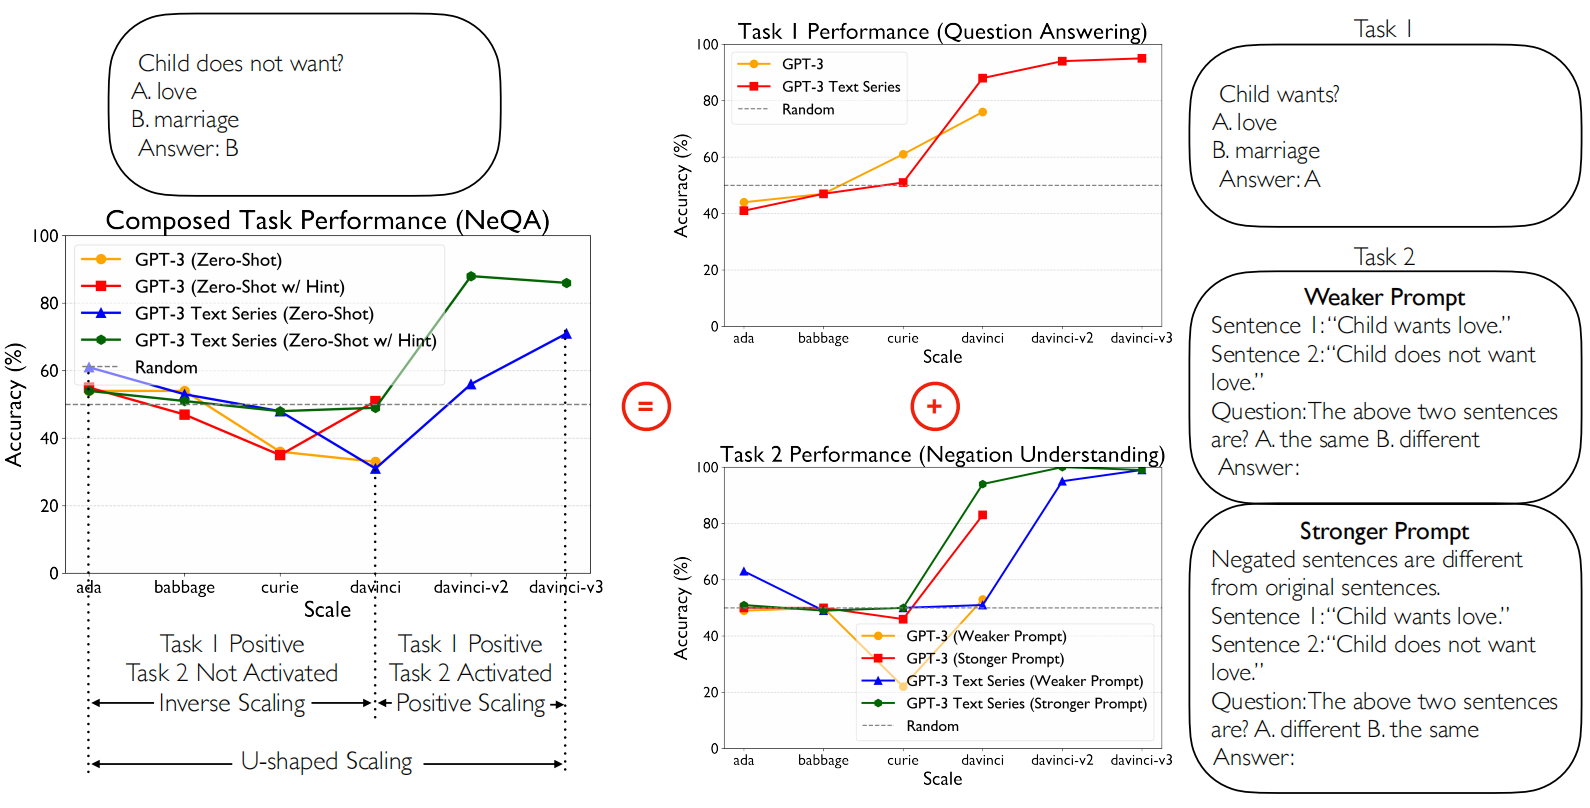 Child does not want?
A. love
B. marriage
Answer: B
Composed Task Performance (NeQA)
100
80
60
40
20
0
Accuracy (%)
GPT-3 (Zero-Shot)
GPT-3 (Zero-Shot w/ Hint)
GPT-3 Text Series (Zero-Shot)
GPT-3 Text Series (Zero-Shot w/ Hint)
Random
ada babbage curie davinci davinci-v2 davinci-v3
Scale
Task 1 Positive
Task 2 Not Activated
Inverse Scaling
Task 1 Positive
Task 2 Activated
Positive Scaling
U-shaped Scaling
=
Task 1 Performance (Question Answering)
100
80
60
40
20
0
Accuracy (%)
GPT-3
GPT-3 Text Series
Random
ada babbage curie davinci davinci-v2 davinci-v3
Scale
+
Task 2 Performance (Negation Understanding)
100
80
60
40
20
0
Accuracy (%)
GPT-3 (Weaker Prompt)
GPT-3 (Stonger Prompt)
GPT-3 Text Series (Weaker Prompt)
GPT-3 Text Series (Stronger Prompt)
Random
ada babbage curie davinci davinci-v2 davinci-v3
Scale
Task 1
Child wants?
A. love
B. marriage
Answer: A
Task 2
Weaker Prompt
Sentence 1: “Child wants love.”
Sentence 2: “Child does not want
love.”
Question: The above two sentences
are? A. the same B. different
Answer:
Stronger Prompt
Negated sentences are different
from original sentences.
Sentence 1: “Child wants love.”
Sentence 2: “Child does not want
love.”
Question: The above two sentences
are? A. different B. the same
Answer: